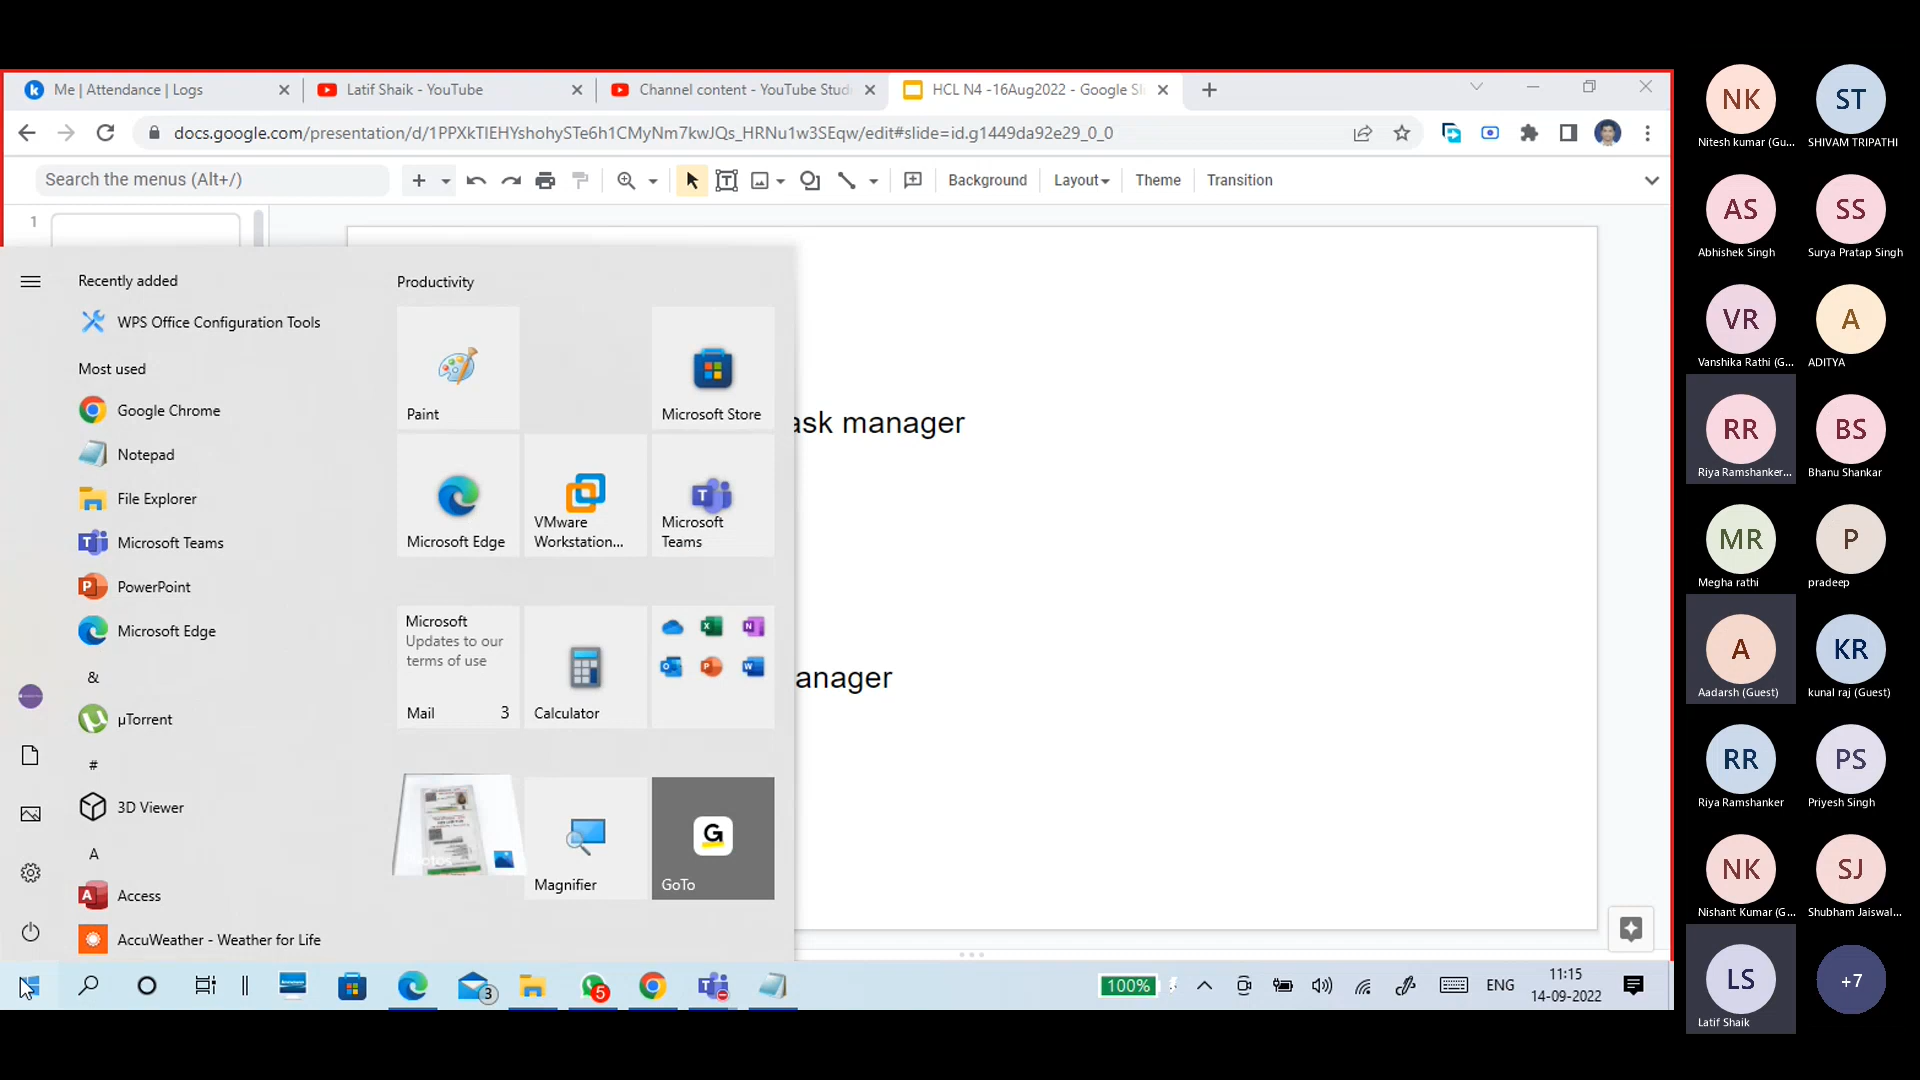 Me | Attendance | Logs
Latif Shaik - YouTube
Channel content - YouTube Stud
HCL N4 -16Aug2022 - Google Sl
docs.google.com/presentation/d/1PPXkTIEHYshohySTe6h1CMyNm7kwJQs_HRNu1w3SEqw/edit#slide=id.g1449da92e29_0_0
Search the menus (Alt+/)
Background
Layout
Theme
Transition
1
ask manager
anager
Recently added
WPS Office Configuration Tools
Most used
Google Chrome
Notepad
File Explorer
Microsoft Teams
PowerPoint
Microsoft Edge
&
µTorrent
#
3D Viewer
A
Access
AccuWeather - Weather for Life
Productivity
Paint
Microsoft Store
Microsoft Edge
VMware
Workstation...
Microsoft
Teams
Microsoft
Updates to our
terms of use
Mail 3
Calculator
Photos
Magnifier
G
GoTo
3
5
100%
ENG
11:15
14-09-2022
NK
Nitesh kumar (Gu...
ST
SHIVAM TRIPATHI
AS
Abhishek Singh
SS
Surya Pratap Singh
VR
Vanshika Rathi (G...
A
ADITYA
RR
Riya Ramshanker...
BS
Bhanu Shankar
MR
Megha rathi
P
pradeep
A
Aadarsh (Guest)
KR
kunal raj (Guest)
RR
Riya Ramshanker
PS
Priyesh Singh
NK
Nishant Kumar (G...
SJ
Shubham Jaiswal...
LS
Latif Shaik
+7